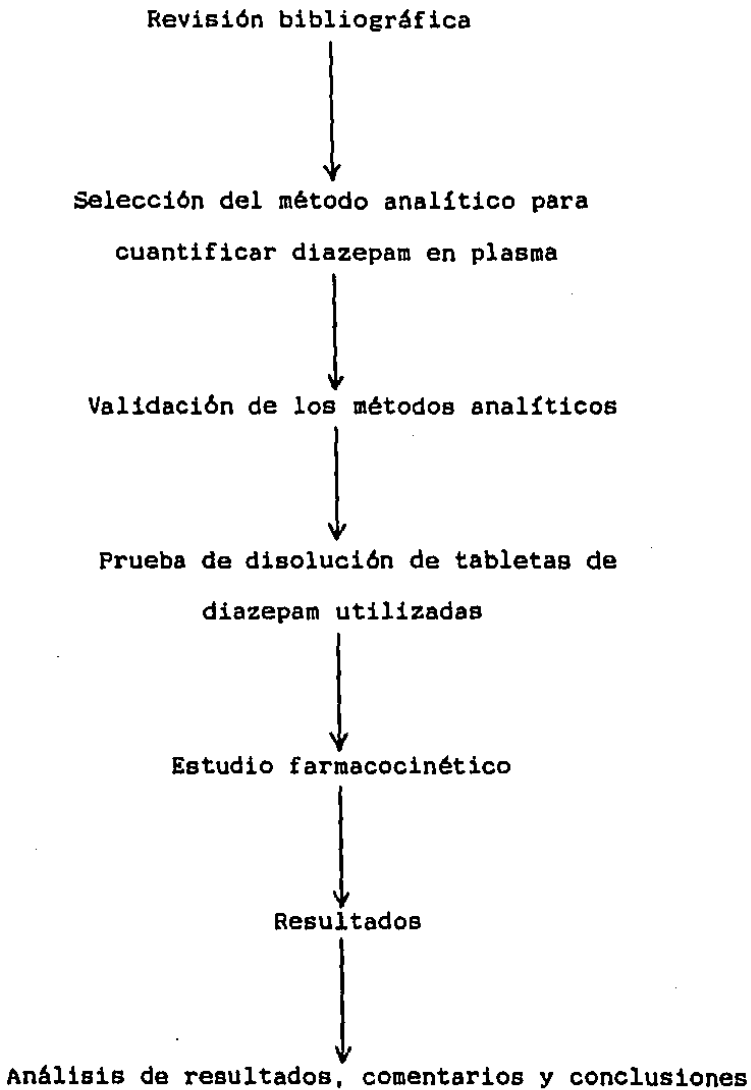 Revisión bibliográfica
Selección del método analítico para
cuantificar diazepam en plasma
Validación de los métodos analíticos
Prueba de disolución de tabletas de
diazepam utilizadas
Estudio farmacocinético
Resultados
Análisis de resultados, comentarios y conclusiones